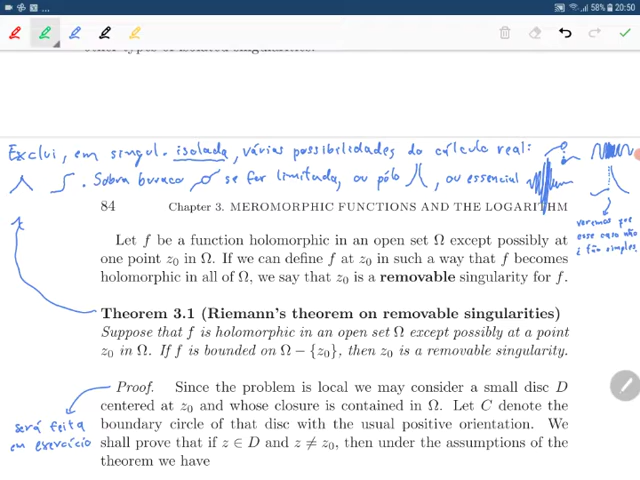 58% 20:50
other types of isolated singularities.
Exclui, em singul. isolada, várias possibilidades do cálculo real:
. Sobra buraco se for limitada, ou pólo , ou essencial
veremos que
esse caso não
é tão simples.
84 Chapter 3. MEROMORPHIC FUNCTIONS AND THE LOGARITHM
Let f be a function holomorphic in an open set Ω except possibly at
one point z₀ in Ω. If we can define f at z₀ in such a way that f becomes
holomorphic in all of Ω, we say that z₀ is a removable singularity for f.
Theorem 3.1 (Riemann's theorem on removable singularities)
Suppose that f is holomorphic in an open set Ω except possibly at a point
z₀ in Ω. If f is bounded on Ω − {z₀}, then z₀ is a removable singularity.
Proof. Since the problem is local we may consider a small disc D
centered at z₀ and whose closure is contained in Ω. Let C denote the
boundary circle of that disc with the usual positive orientation. We
shall prove that if z ∈ D and z ≠ z₀, then under the assumptions of the
theorem we have
será feita
em exercício